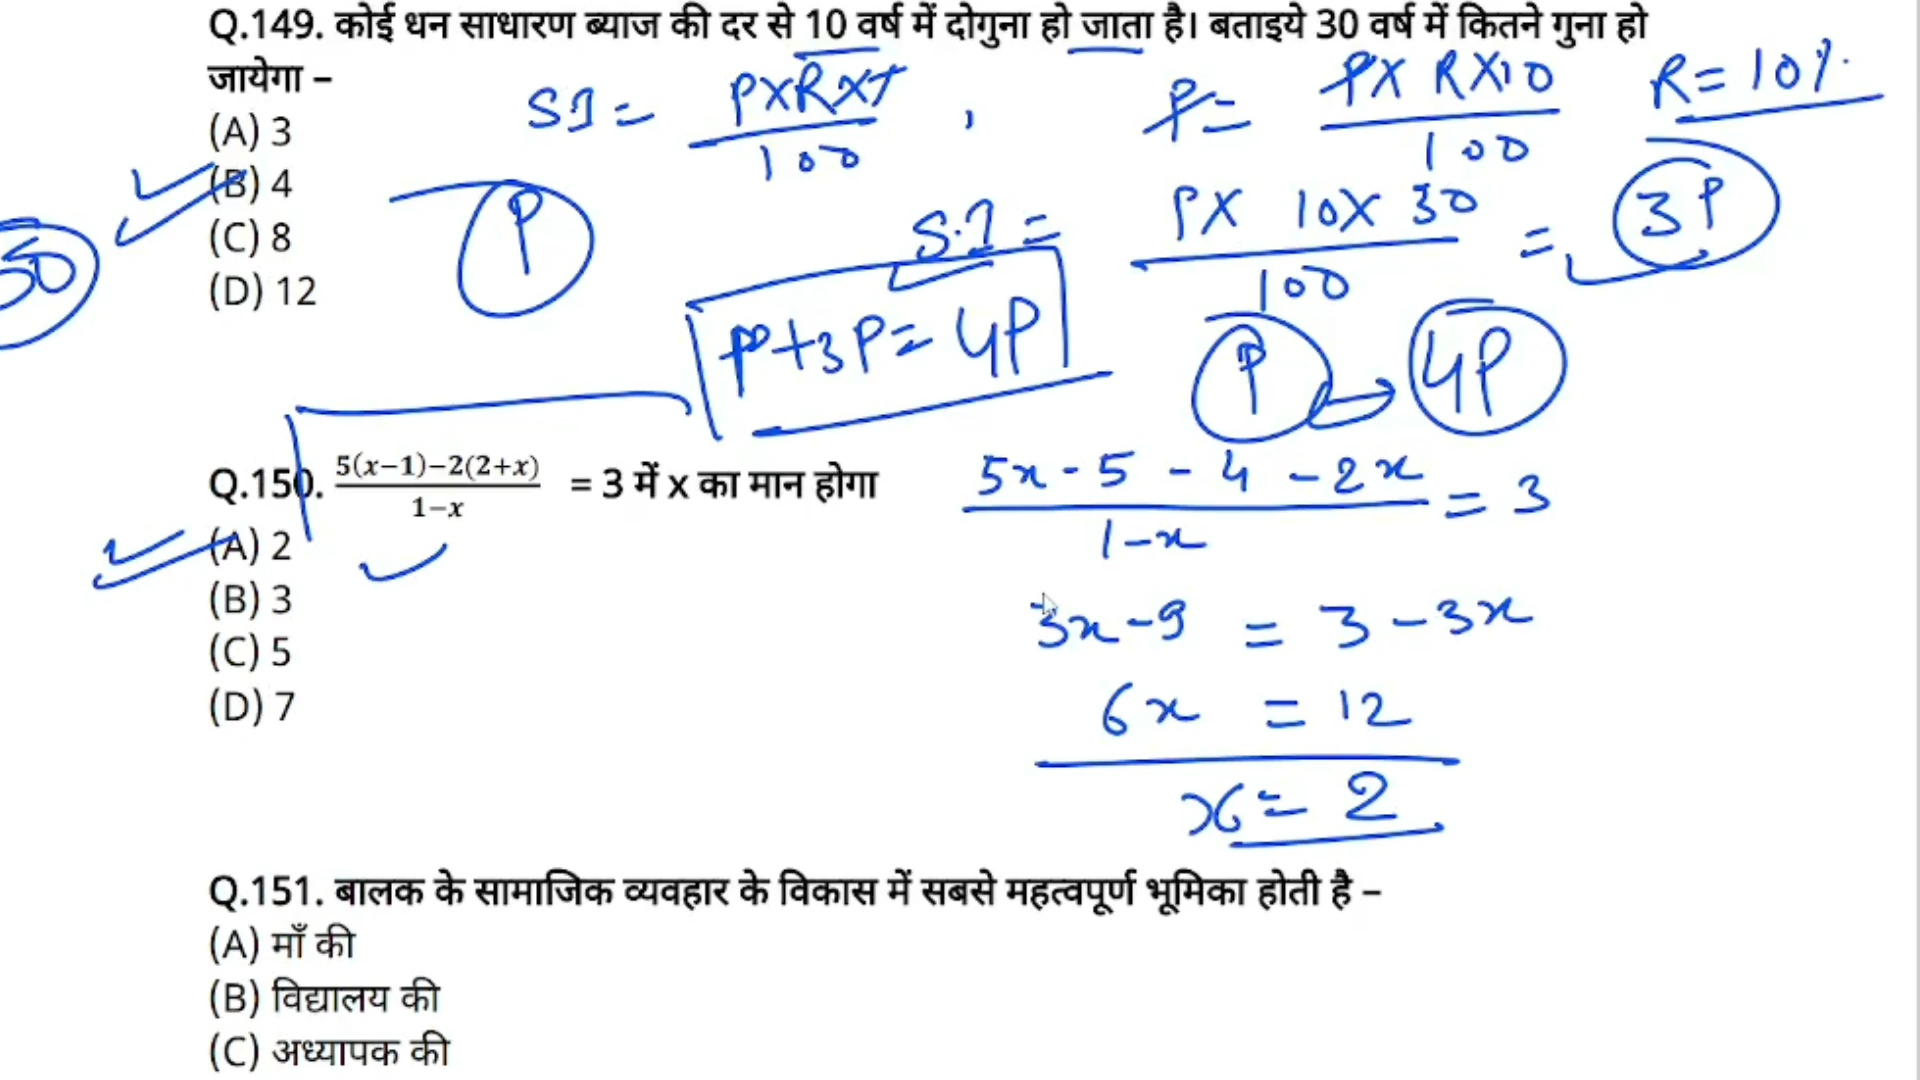 Q.149. कोई धन साधारण ब्याज की दर से 10 वर्ष में दोगुना हो जाता है। बताइये 30 वर्ष में कितने गुना हो
जायेगा –
SI = P×R×T/100 , P = P×R×10/100 R = 10%
(A) 3
(B) 4
(C) 8
(D) 12
50
P
S.I = P× 10× 30/100 = 3P
P+3P = 4P
P → 4P
Q.150. 5(x−1)−2(2+x)/1−x = 3 में x का मान होगा
5x - 5 - 4 - 2x/1-x = 3
(A) 2
(B) 3
(C) 5
(D) 7
3x - 9 = 3 - 3x
6x = 12
x = 2
Q.151. बालक के सामाजिक व्यवहार के विकास में सबसे महत्वपूर्ण भूमिका होती है –
(A) माँ की
(B) विद्यालय की
(C) अध्यापक की